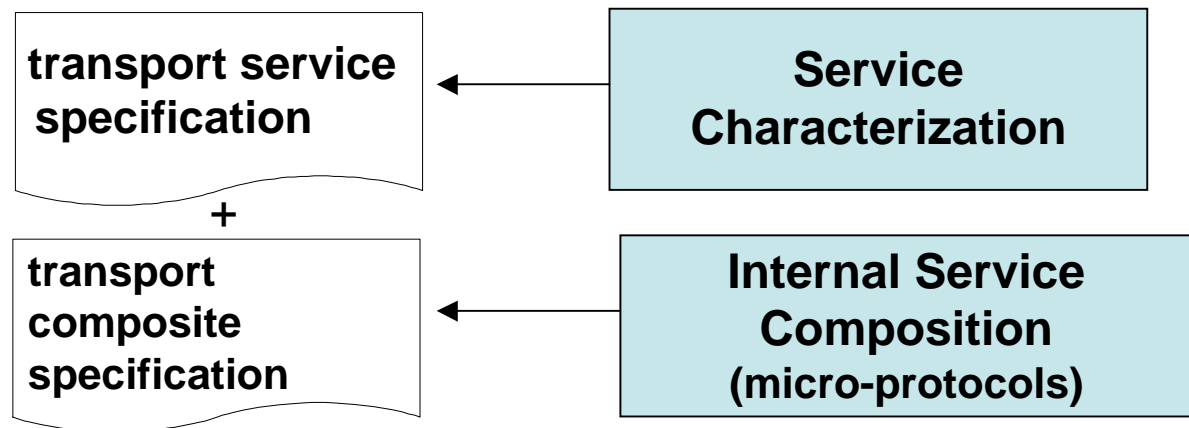 transport service
specification
Service
Characterization
+
transport
composite
specification
Internal Service
Composition
(micro-protocols)